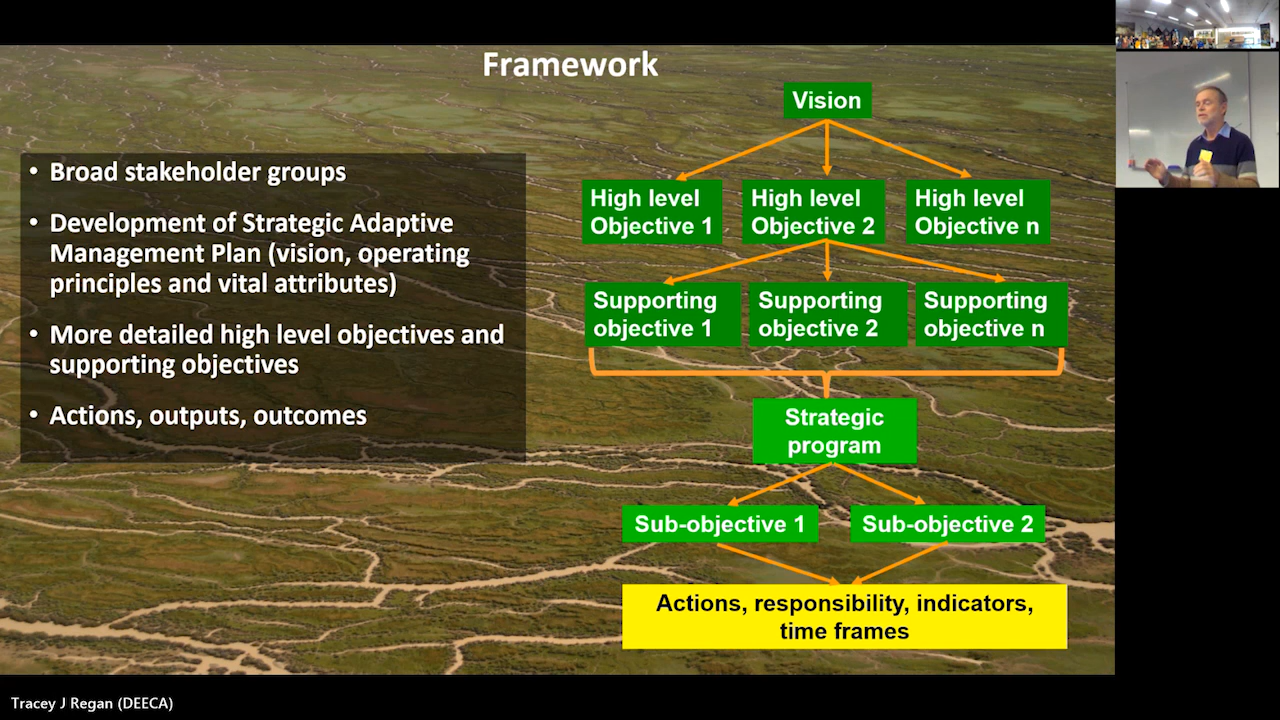 Framework
• Broad stakeholder groups
• Development of Strategic Adaptive
Management Plan (vision, operating
principles and vital attributes)
• More detailed high level objectives and
supporting objectives
• Actions, outputs, outcomes
Vision
High level
Objective 1
High level
Objective 2
High level
Objective n
Supporting
objective 1
Supporting
objective 2
Supporting
objective n
Strategic
program
Sub-objective 1
Sub-objective 2
Actions, responsibility, indicators,
time frames
Tracey J Regan (DEECA)